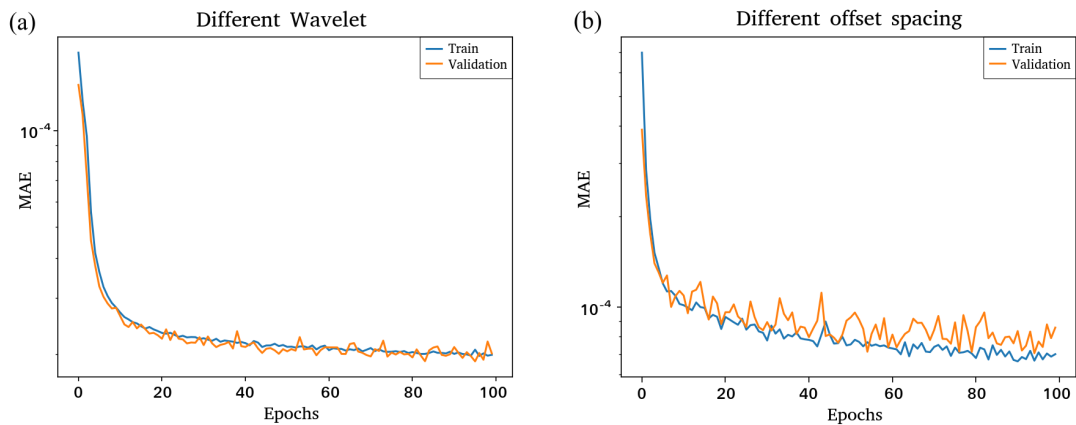 (a)
Different Wavelet
Train
Validation
10⁻⁴
MAE
0 20 40 60 80 100
Epochs
(b)
Different offset spacing
Train
Validation
MAE
10⁻⁴
0 20 40 60 80 100
Epochs